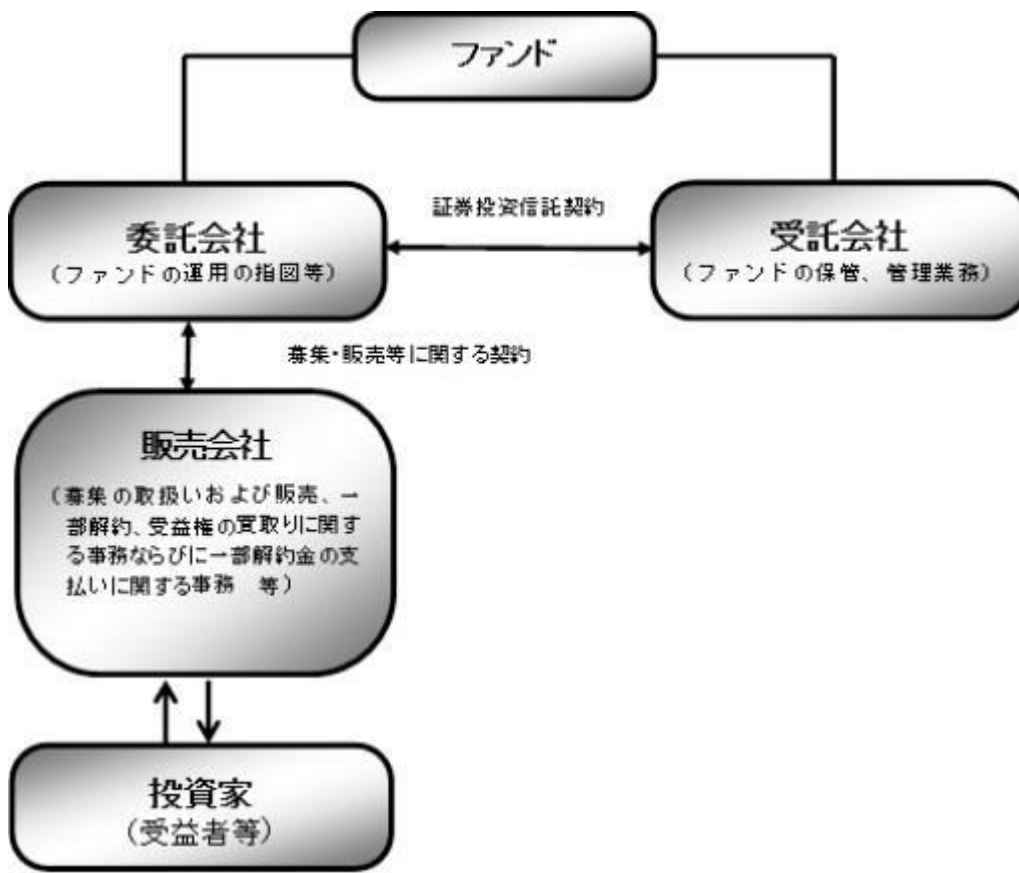 ファンド
委託会社
(ファンドの運用の指図等)
証券投資信託契約
受託会社
(ファンドの保管、管理業務)
募集・販売等に関する契約
販売会社
(募集の取扱いおよび販売、一
部解約、受益権の買取りに関す
る事務ならびに一部解約金の支
払いに関する事務 等)
投資家
(受益者等)